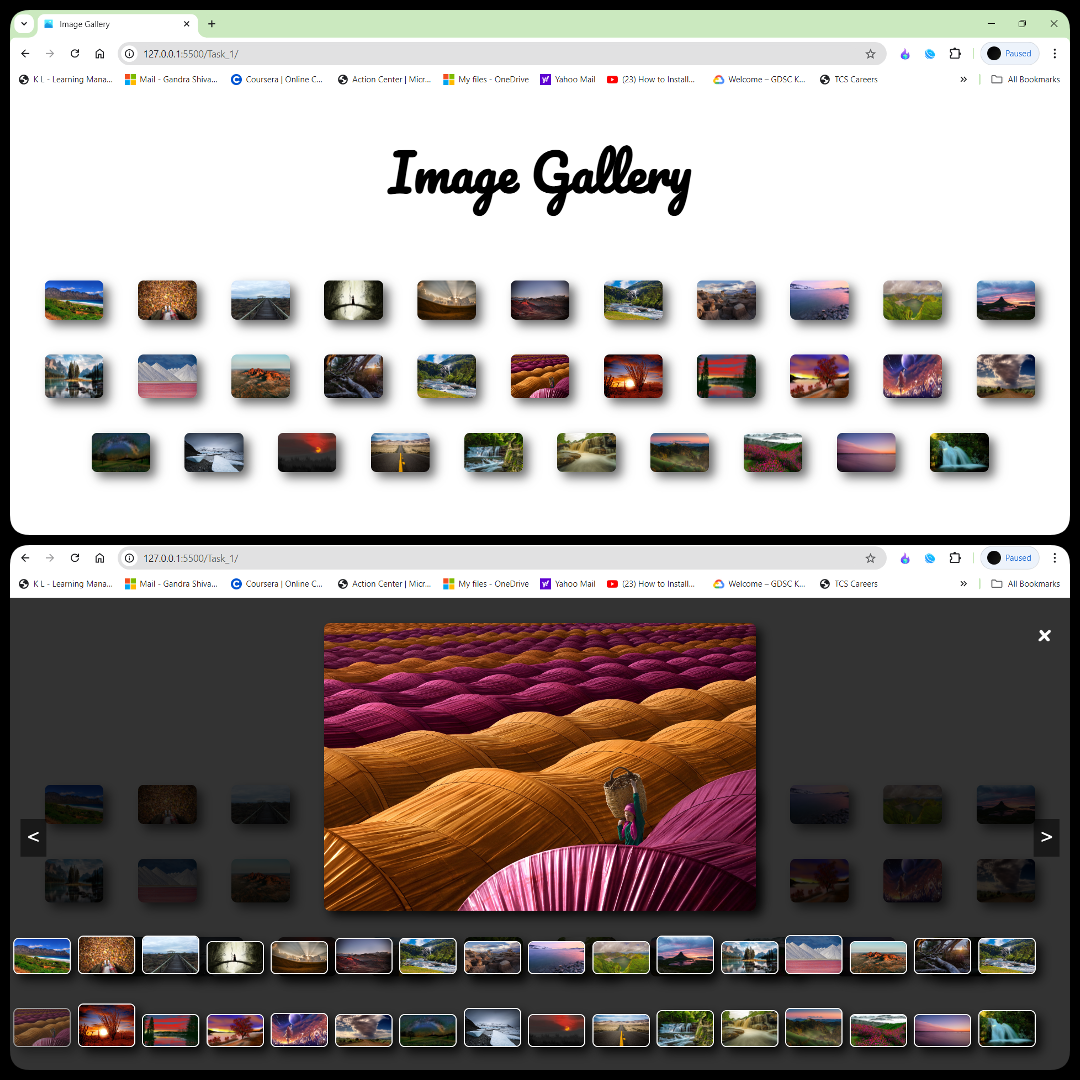 Image Gallery
127.0.0.1:5500/Task_1/
Paused
K L - Learning Mana...
Mail - Gandra Shiva...
Coursera | Online C...
Action Center | Micr...
My files - OneDrive
Yahoo Mail
(23) How to Install...
Welcome – GDSC K...
TCS Careers
»
All Bookmarks
Image Gallery
127.0.0.1:5500/Task_1/
Paused
K L - Learning Mana...
Mail - Gandra Shiva...
Coursera | Online C...
Action Center | Micr...
My files - OneDrive
Yahoo Mail
(23) How to Install...
Welcome – GDSC K...
TCS Careers
»
All Bookmarks
<
>